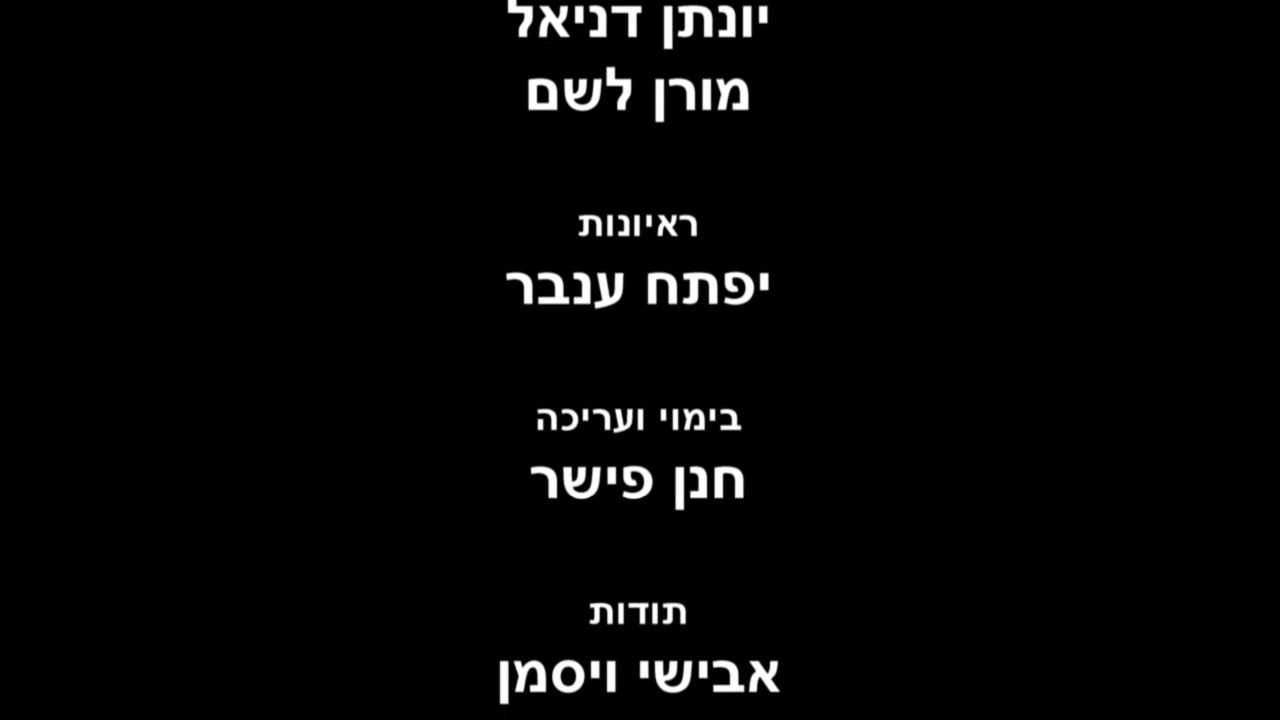 יונתן דניאל
מורן לשם
ראיונות
יפתח ענבר
בימוי ועריכה
חנן פישר
תודות
אבישי ויסמן